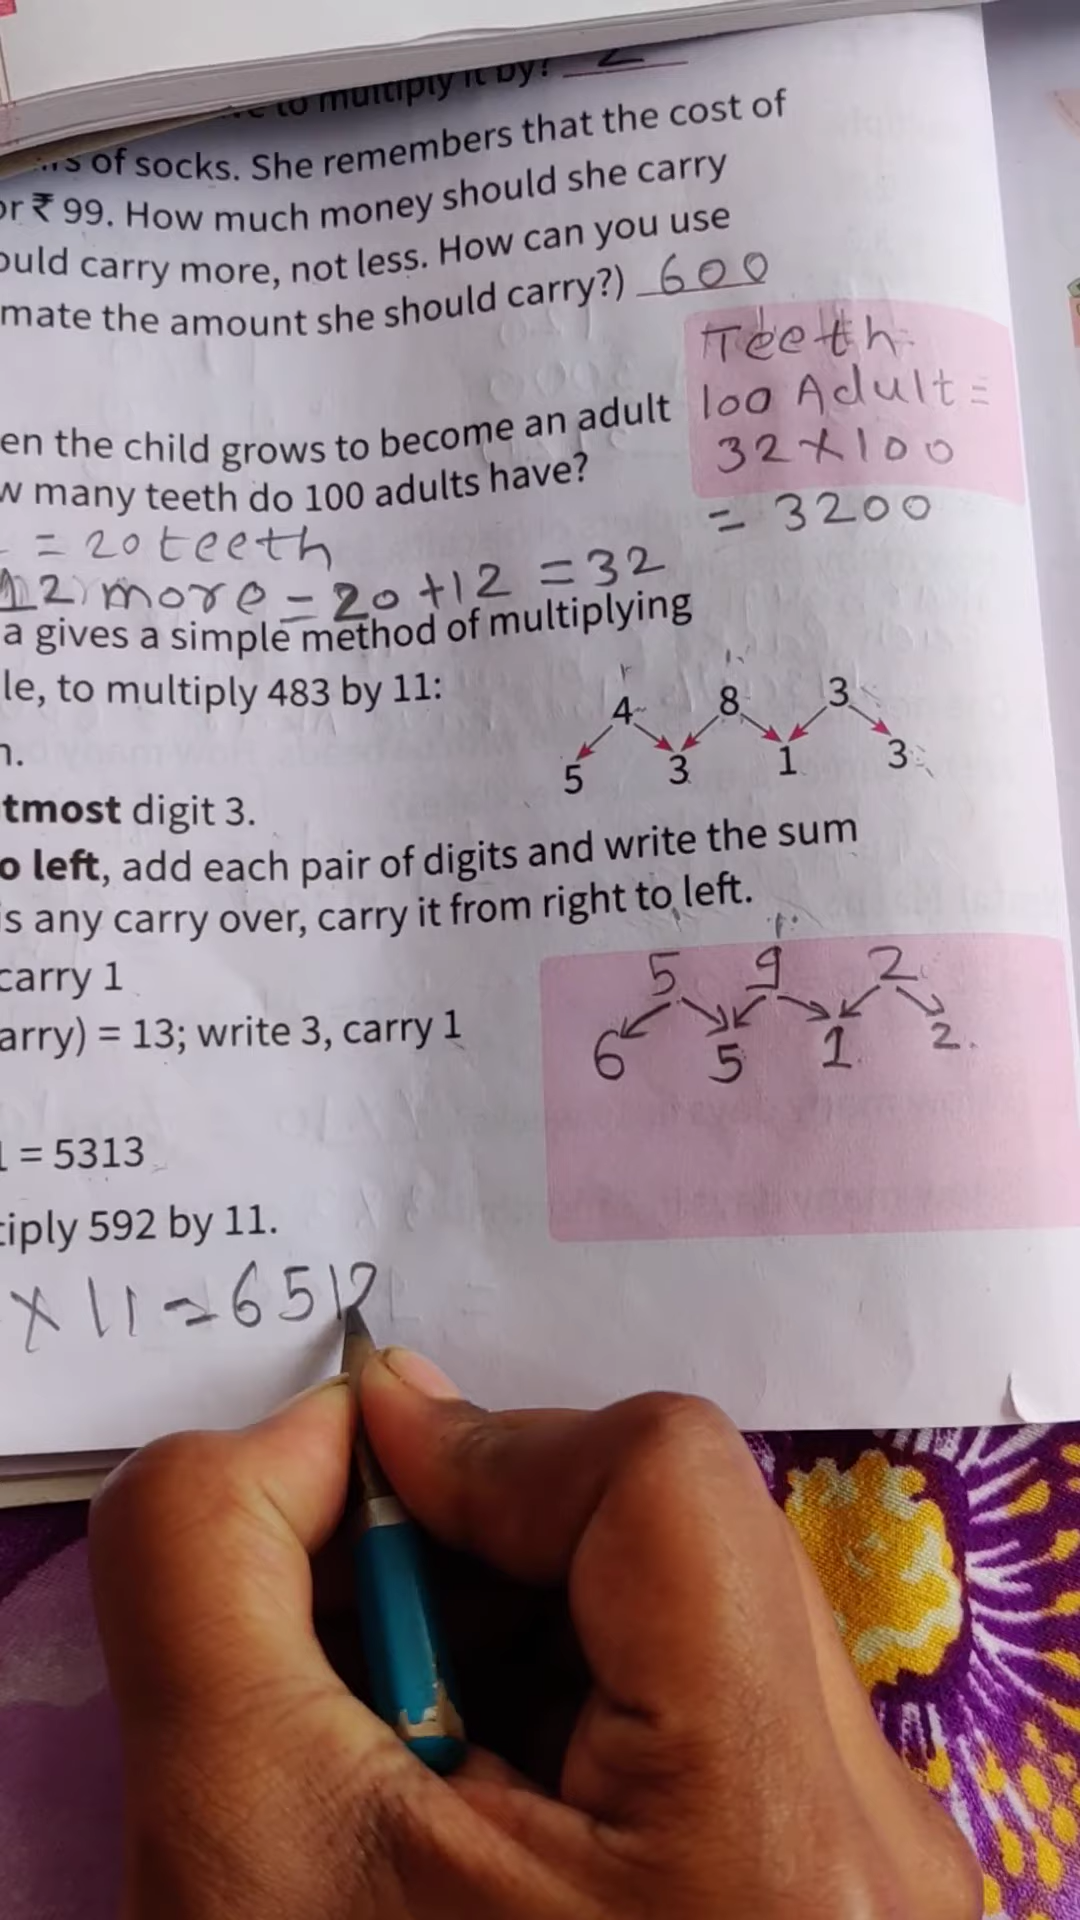 to multiply it by? 2
of socks. She remembers that the cost of
or ₹ 99. How much money should she carry
ould carry more, not less. How can you use
mate the amount she should carry?) 600
Teeth
100 Adult =
32 × 100
= 3200
en the child grows to become an adult
w many teeth do 100 adults have?
= 20 teeth
12 more = 20 + 12 = 32
a gives a simple method of multiplying
le, to multiply 483 by 11:
4 8 3
5 3 1 3
n.
tmost digit 3.
o left, add each pair of digits and write the sum
s any carry over, carry it from right to left.
carry 1
arry) = 13; write 3, carry 1
5 9 2
6 5 1 2.
1 = 5313
tiply 592 by 11.
× 11 = 6512